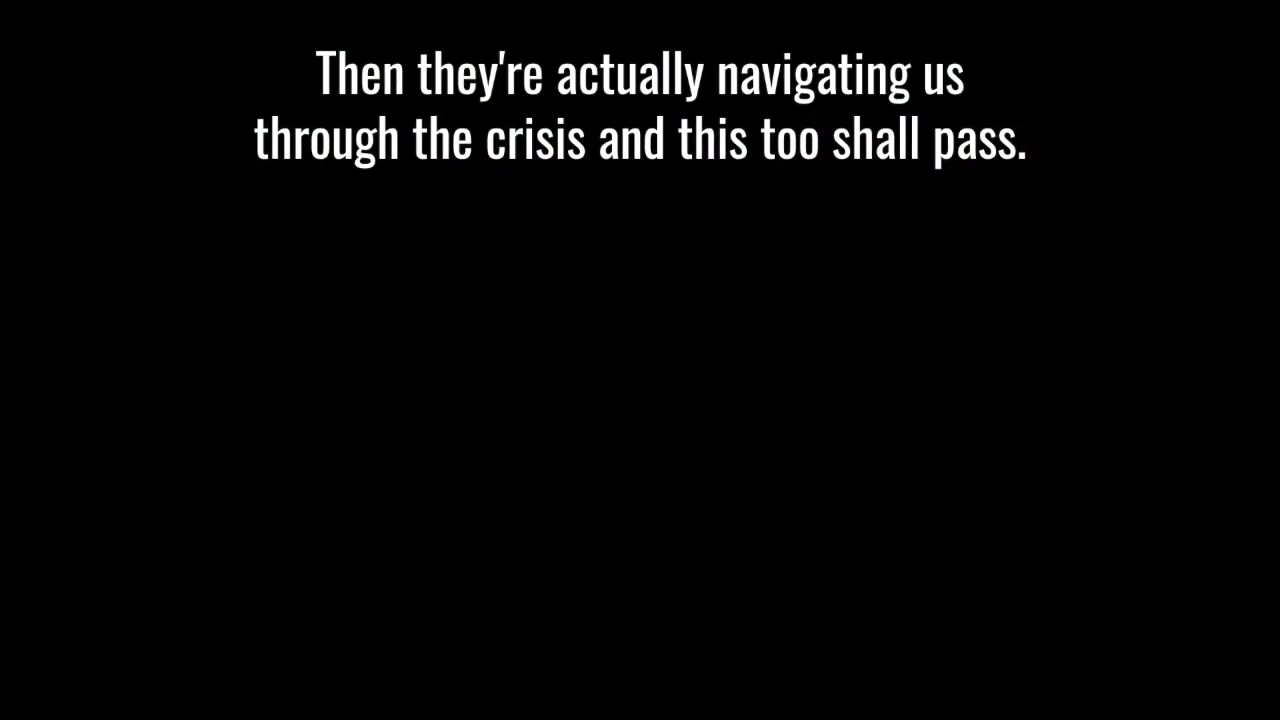 Then they're actually navigating us
through the crisis and this too shall pass.